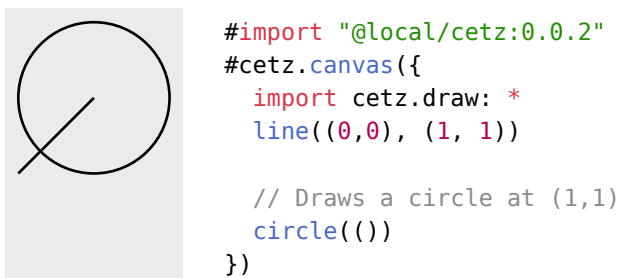 #import "@local/cetz:0.0.2"
#cetz.canvas({
  import cetz.draw: *
  line((0,0), (1, 1))

  // Draws a circle at (1,1)
  circle(())
})